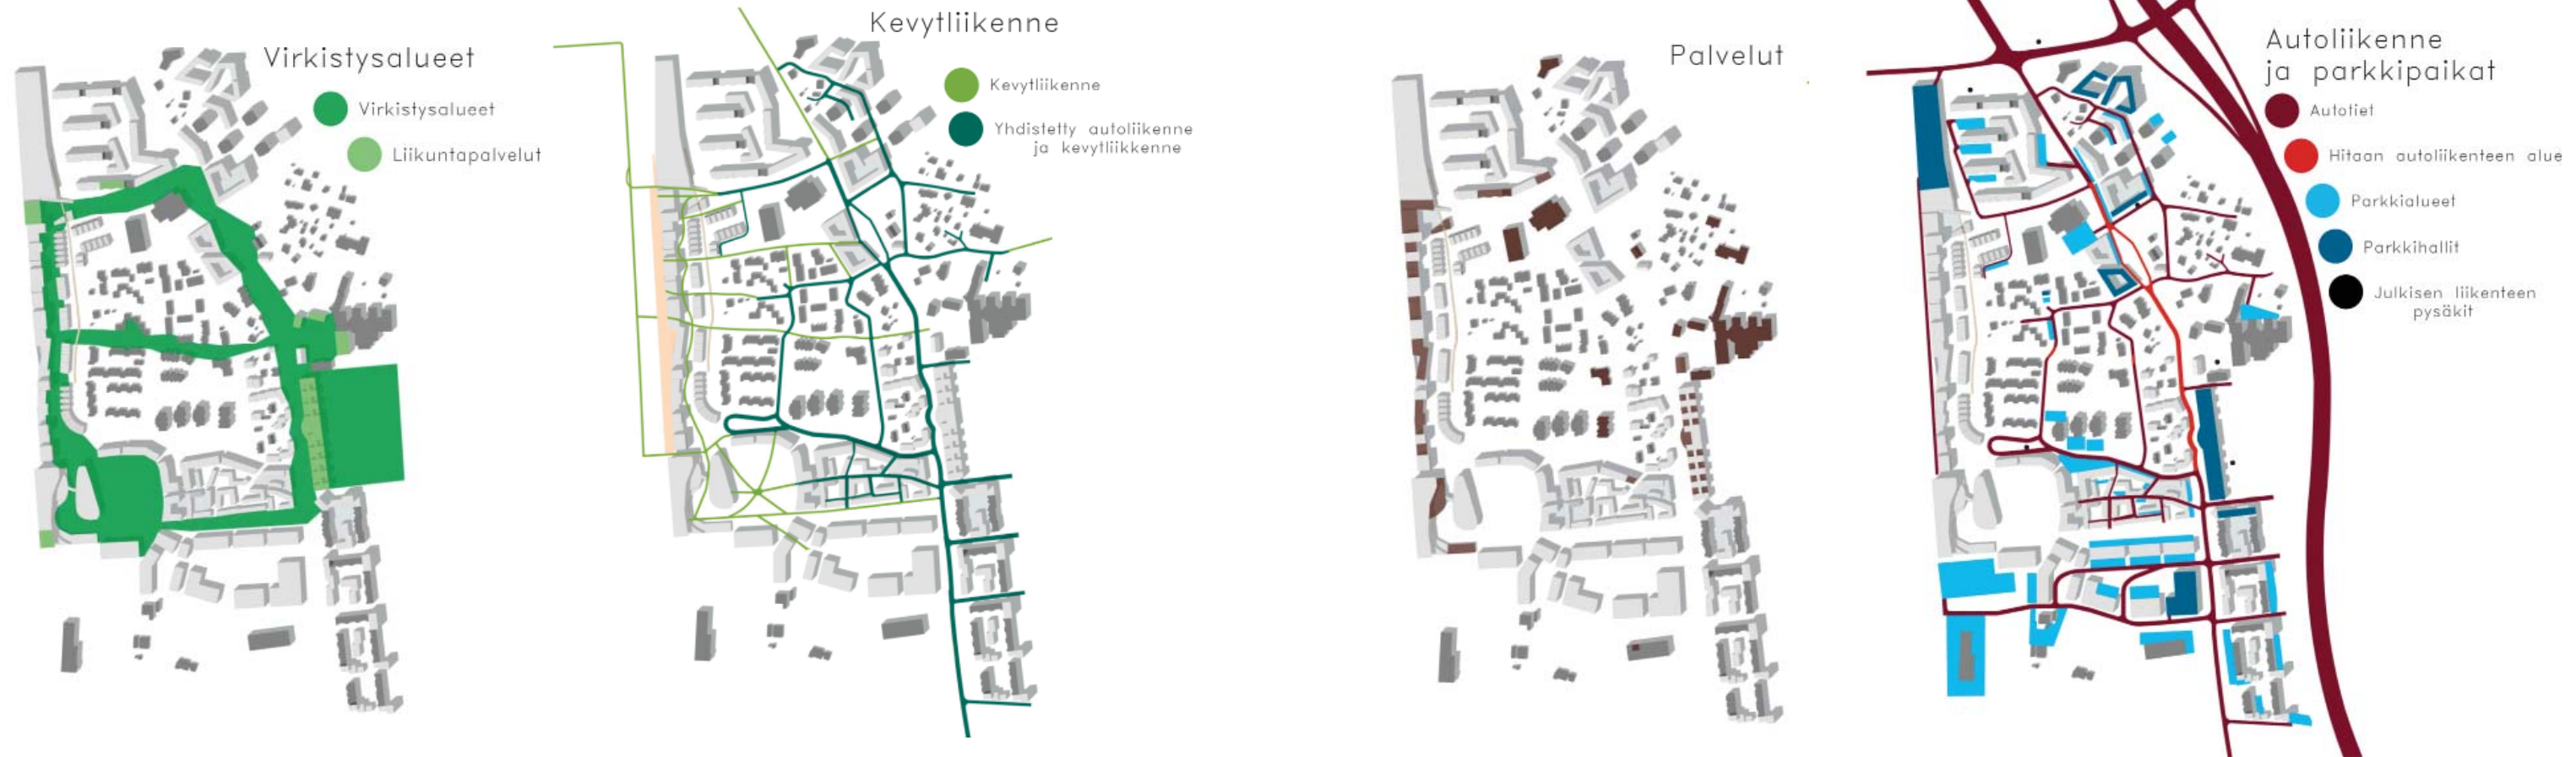 Virkistysalueet
Virkistysalueet
Liikuntapalvelut
Kevytliikenne
Kevytliikenne
Yhdistetty autoliikenne
ja kevytliikkenne
Palvelut
Autoliikenne
ja parkkipaikat
Autotiet
Hitaan autoliikenteen alue
Parkkialueet
Parkkihallit
Julkisen liikenteen
pysäkit